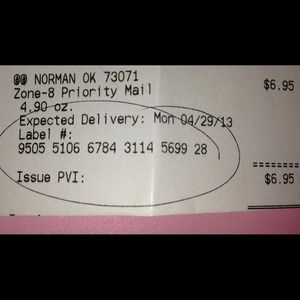 @@ NORMAN OK 73071
Zone-8 Priority Mail $6.95
4.90 oz.
Expected Delivery: Mon 04/29/13
Label #:
9505 5106 6784 3114 5699 28
========
Issue PVI: $6.95